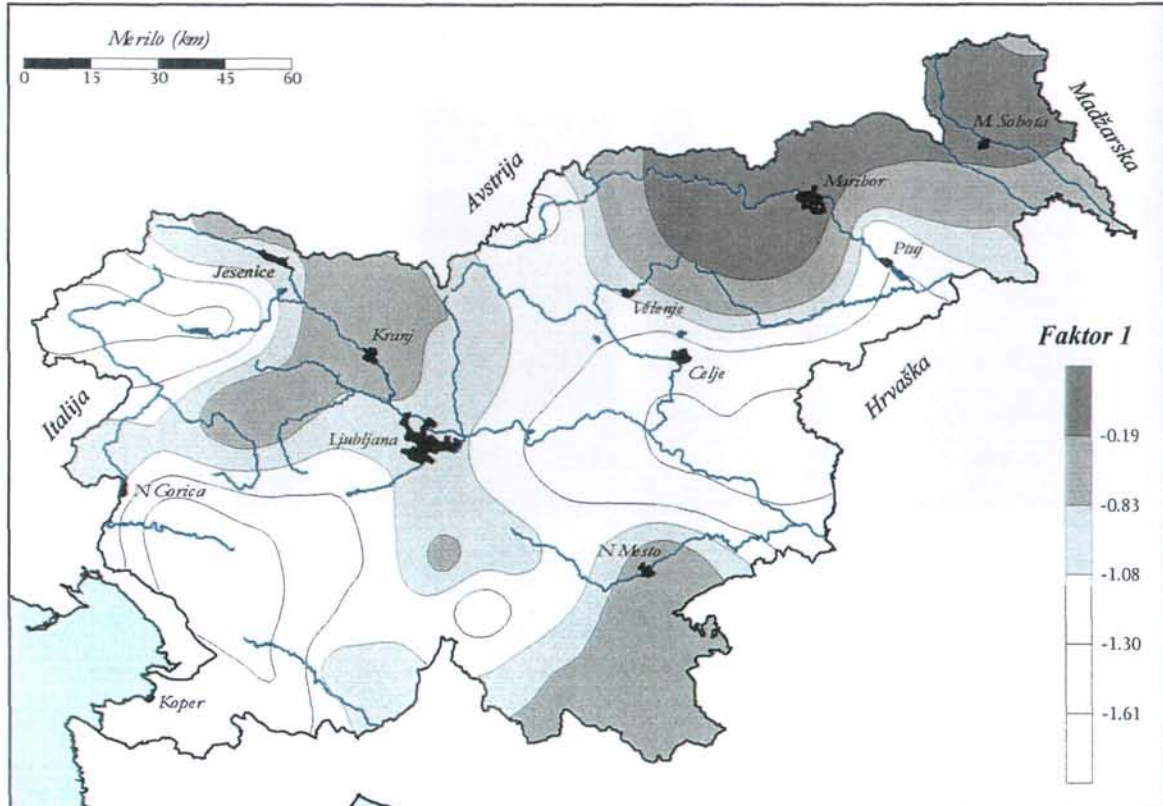 Merilo (km)
0 15 30 45 60
Madžarska
M. Sobota
Avstrija
Maribor
Ptuj
Jesenice
Velenje
Kranj
Faktor 1
Celje
Hrvaška
Italija
Ljubljana
-0.19
N. Gorica
-0.83
N. Mesto
-1.08
-1.30
Koper
-1.61